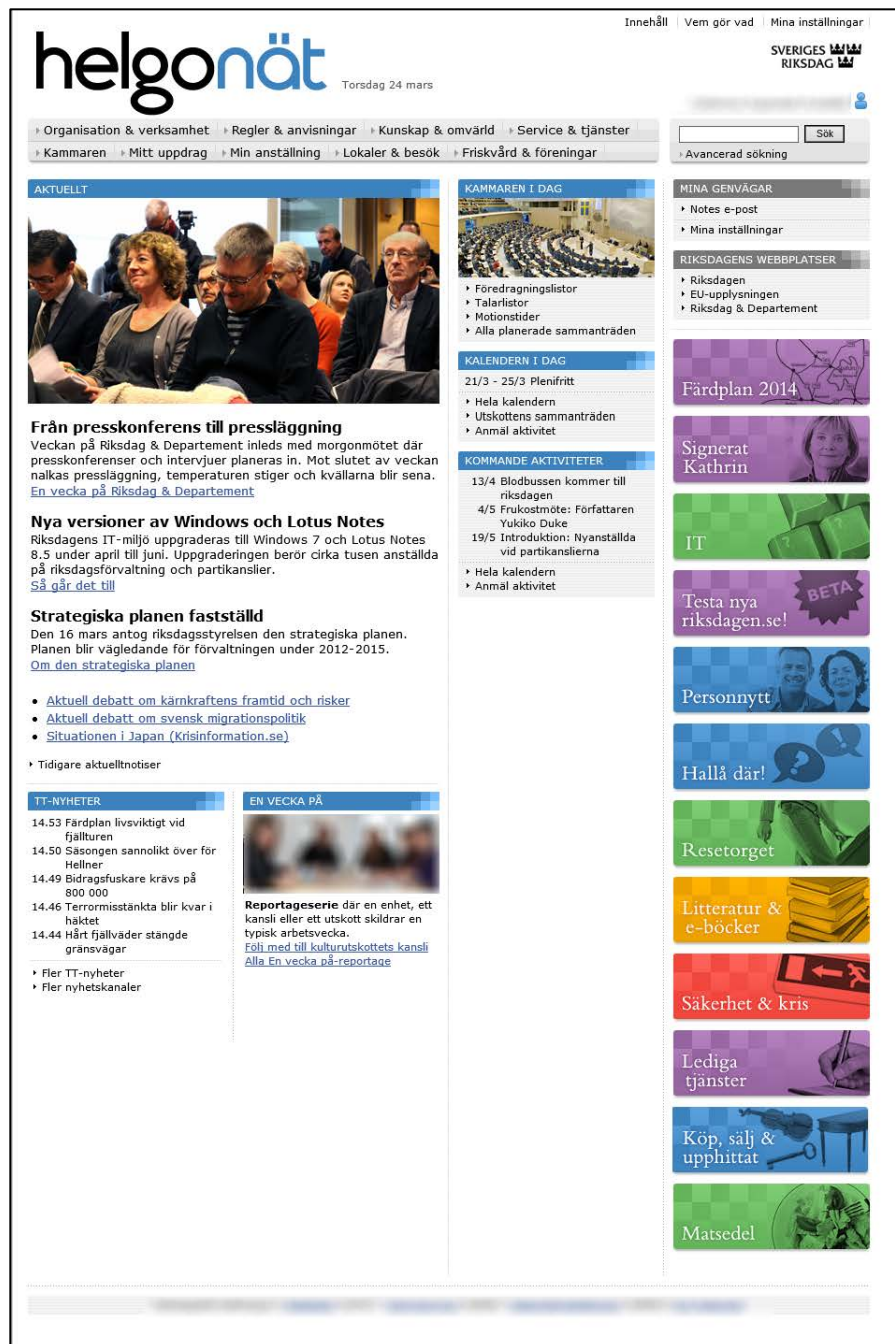 Innehåll | Vem gör vad | Mina inställningar |
helgonät
Torsdag 24 mars
SVERIGES
RIKSDAG
Organisation & verksamhet
Regler & anvisningar
Kunskap & omvärld
Service & tjänster
Kammaren
Mitt uppdrag
Min anställning
Lokaler & besök
Friskvård & föreningar
Sök
Avancerad sökning
AKTUELLT
Från presskonferens till pressläggning
Veckan på Riksdag & Departement inleds med morgonmötet där
presskonferenser och intervjuer planeras in. Mot slutet av veckan
nalkas pressläggning, temperaturen stiger och kvällarna blir sena.
En vecka på Riksdag & Departement
Nya versioner av Windows och Lotus Notes
Riksdagens IT-miljö uppgraderas till Windows 7 och Lotus Notes
8.5 under april till juni. Uppgraderingen berör cirka tusen anställda
på riksdagsförvaltning och partikanslier.
Så går det till
Strategiska planen fastställd
Den 16 mars antog riksdagsstyrelsen den strategiska planen.
Planen blir vägledande för förvaltningen under 2012-2015.
Om den strategiska planen
Aktuell debatt om kärnkraftens framtid och risker
Aktuell debatt om svensk migrationspolitik
Situationen i Japan (Krisinformation.se)
Tidigare aktuelltnotiser
TT-NYHETER
14.53 Färdplan livsviktigt vid
fjällturen
14.50 Säsongen sannolikt över för
Hellner
14.49 Bidragsfuskare krävs på
800 000
14.46 Terrormisstänkta blir kvar i
häktet
14.44 Hårt fjällväder stängde
gränsvägar
Fler TT-nyheter
Fler nyhetskanaler
EN VECKA PÅ
Reportageserie där en enhet, ett
kansli eller ett utskott skildrar en
typisk arbetsvecka.
Följ med till kulturutskottets kansli
Alla En vecka på-reportage
KAMMAREN I DAG
Föredragningslistor
Talarlistor
Motionstider
Alla planerade sammanträden
KALENDERN I DAG
21/3 - 25/3 Plenifritt
Hela kalendern
Utskottens sammanträden
Anmäl aktivitet
KOMMANDE AKTIVITETER
13/4 Blodbussen kommer till
riksdagen
4/5 Frukostmöte: Författaren
Yukiko Duke
19/5 Introduktion: Nyanställda
vid partikanslierna
Hela kalendern
Anmäl aktivitet
MINA GENVÄGAR
Notes e-post
Mina inställningar
RIKSDAGENS WEBBPLATSER
Riksdagen
EU-upplysningen
Riksdag & Departement
Färdplan 2014
Signerat
Kathrin
IT
Testa nya
riksdagen.se!
BETA
Personnytt
Hallå där!
Resetorget
Litteratur &
e-böcker
Säkerhet & kris
Lediga
tjänster
Köp, sälj &
upphittat
Matsedel